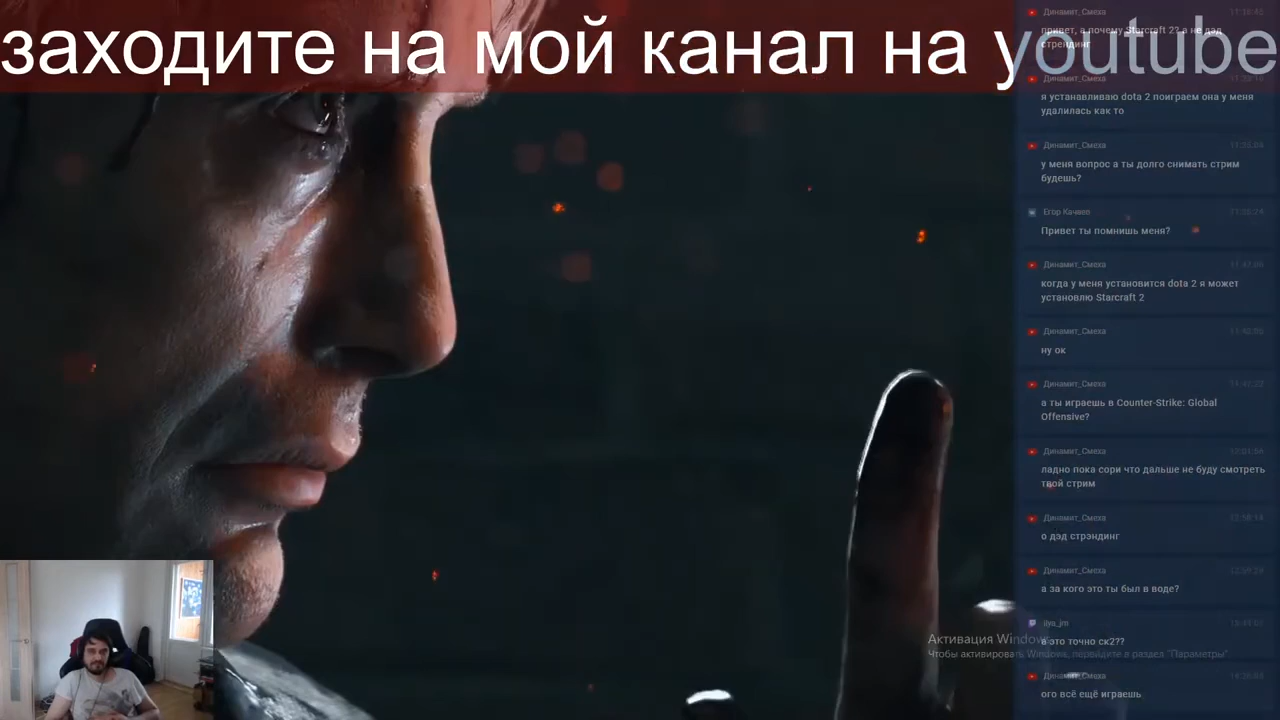 заходите на мой канал на youtube
Динамит_Смеха
привет, а почему Starcraft 2? а не дэд
стрейдинг
Динамит_Смеха
я устанавливаю dota 2 поиграем она у меня
удалилась как то
Динамит_Смеха
у меня вопрос а ты долго снимать стрим
будешь?
Егор Качаев
Привет ты помнишь меня?
Динамит_Смеха
когда у меня установится dota 2 я может
установлю Starcraft 2
Динамит_Смеха
ну ок
Динамит_Смеха
а ты играешь в Counter-Strike: Global
Offensive?
Динамит_Смеха
ладно пока сори что дальше не буду смотреть
твой стрим
Динамит_Смеха
о дэд стрэндинг
Динамит_Смеха
а за кого это ты был в воде?
ilya_jm
в это точно ск2??
Динамит_Смеха
ого всё ещё играешь
Активация Windows
Чтобы активировать Windows, перейдите в раздел "Параметры".